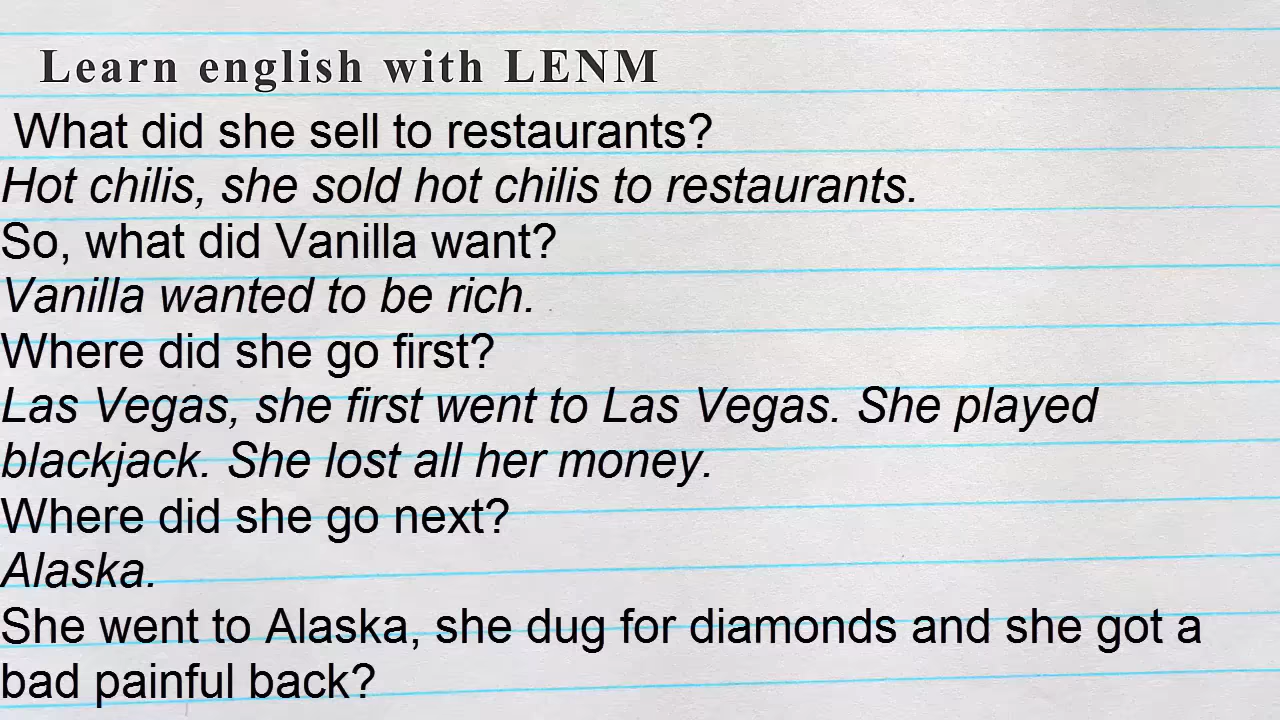 Learn english with LENM
What did she sell to restaurants?
Hot chilis, she sold hot chilis to restaurants.
So, what did Vanilla want?
Vanilla wanted to be rich.
Where did she go first?
Las Vegas, she first went to Las Vegas. She played
blackjack. She lost all her money.
Where did she go next?
Alaska.
She went to Alaska, she dug for diamonds and she got a
bad painful back?